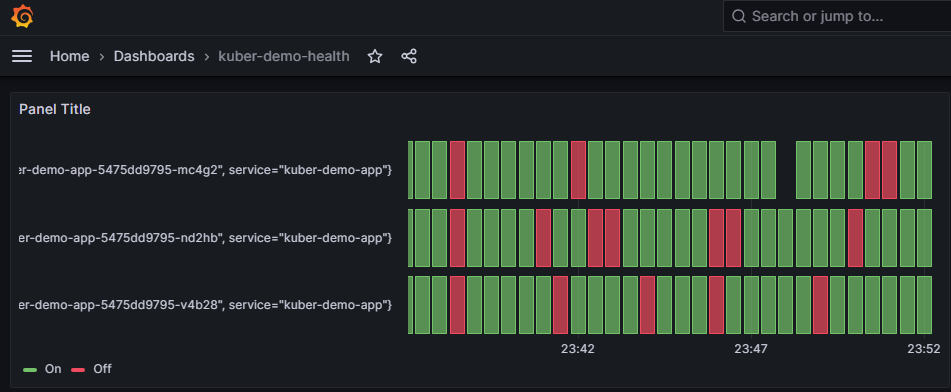 Search or jump to...
Home › Dashboards › kuber-demo-health
Panel Title
er-demo-app-5475dd9795-mc4g2", service="kuber-demo-app"}
ber-demo-app-5475dd9795-nd2hb", service="kuber-demo-app"}
ber-demo-app-5475dd9795-v4b28", service="kuber-demo-app"}
23:42 23:47 23:52
On Off